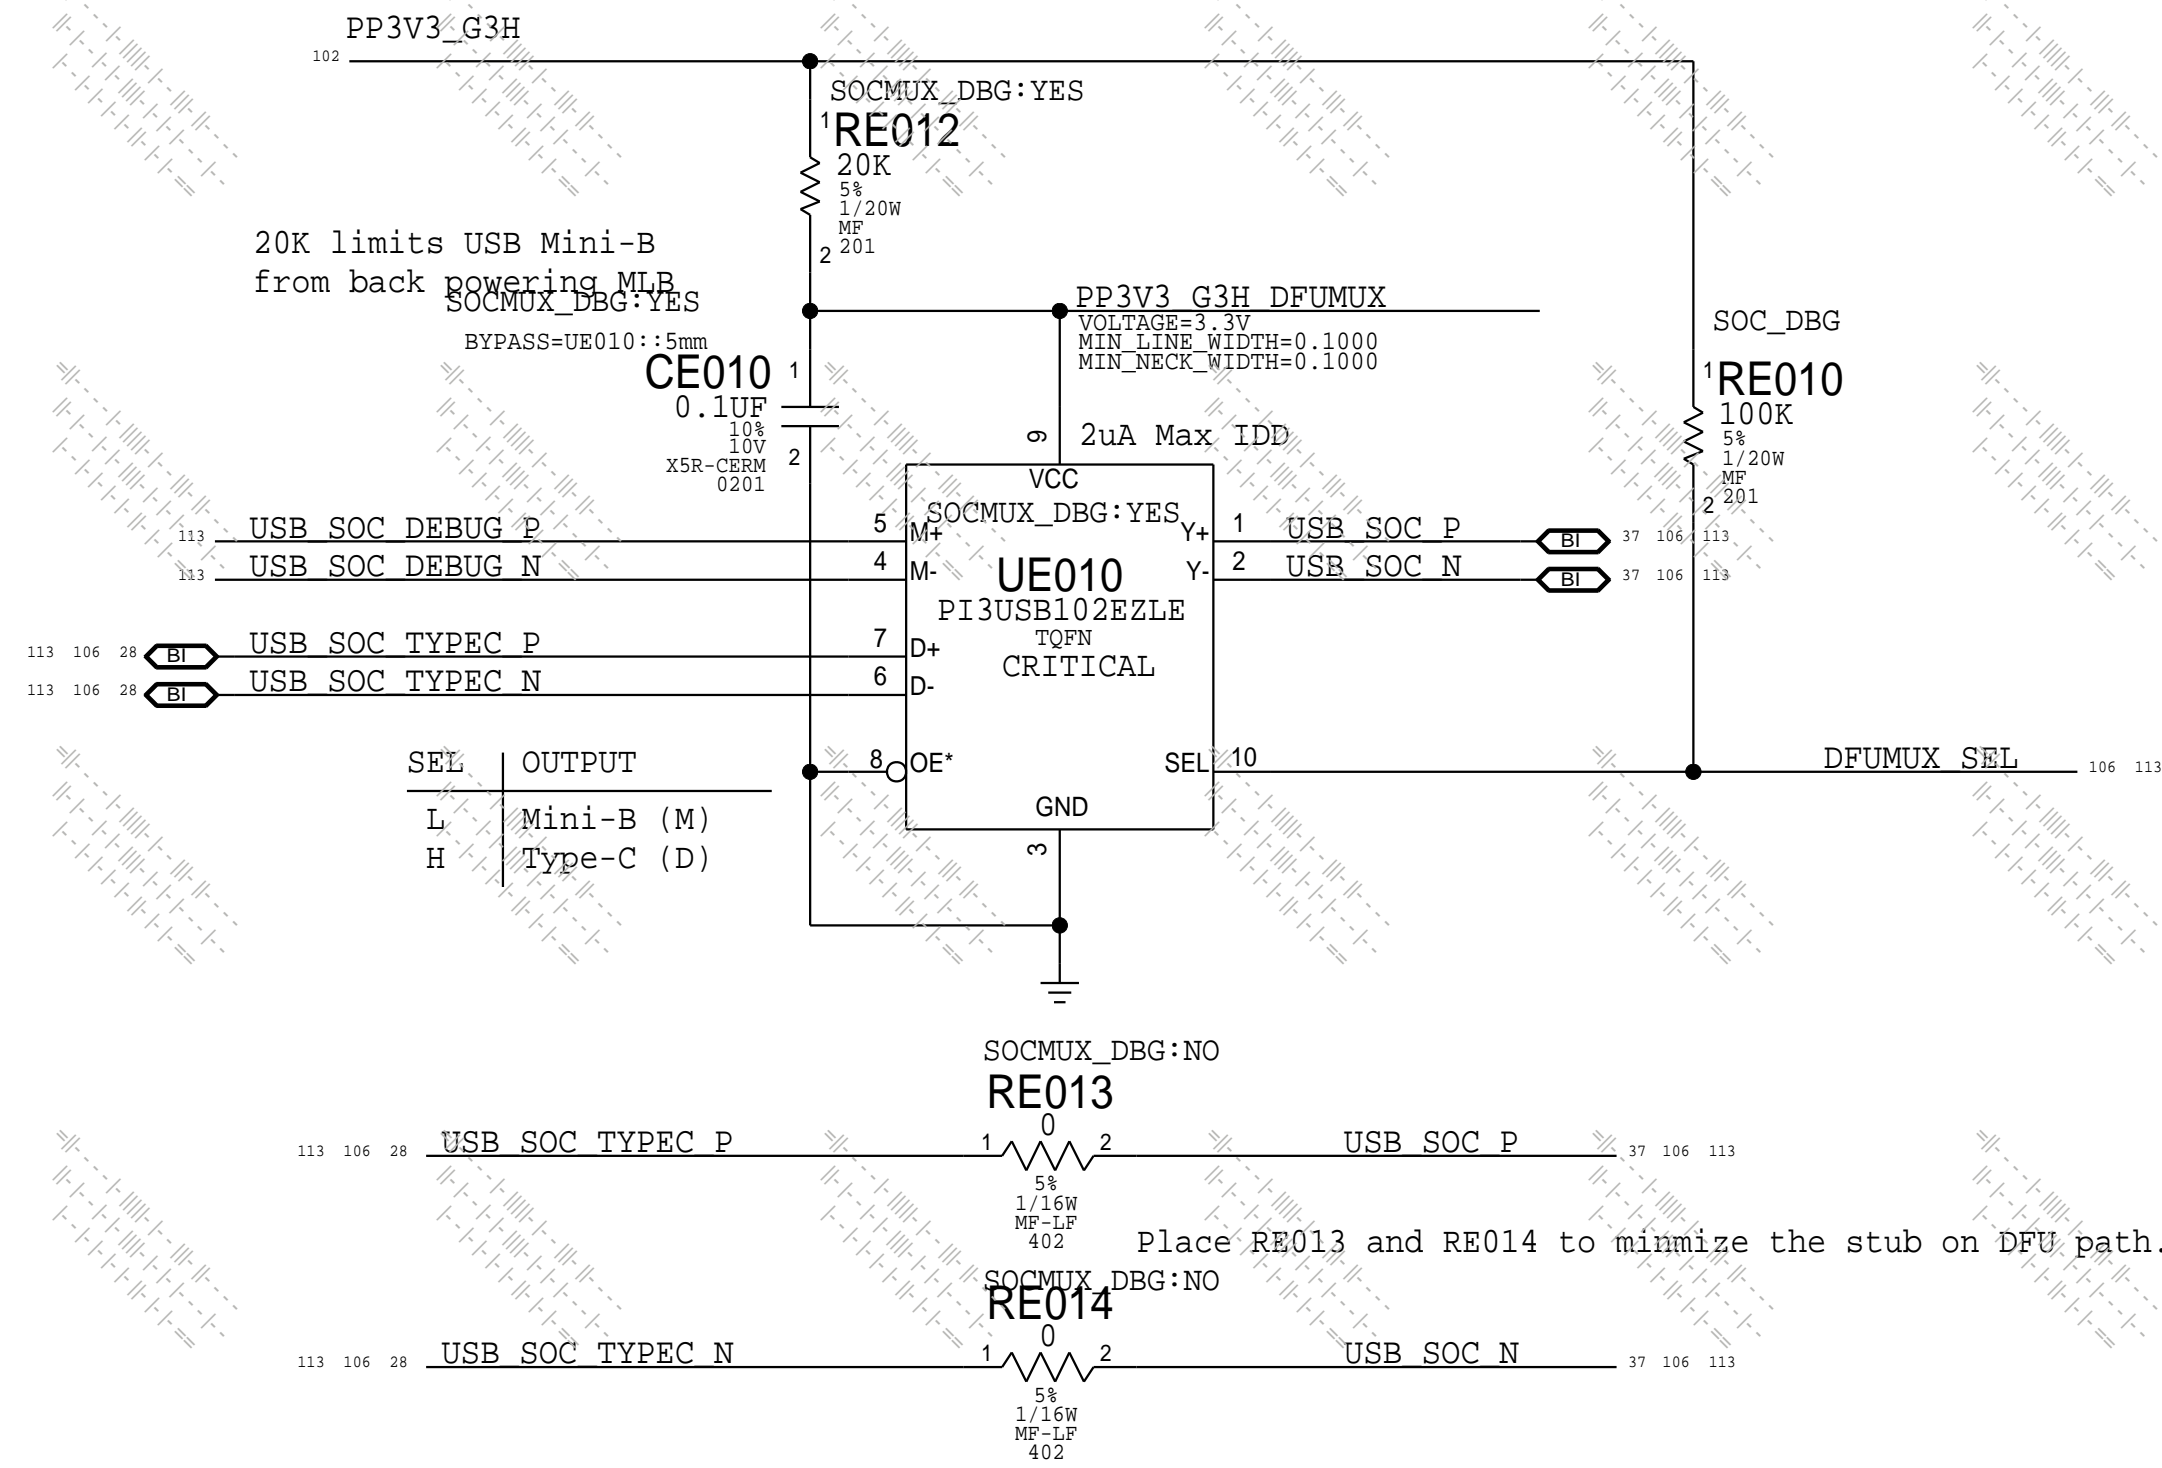 PP3V3_G3H
102
SOCMUX_DBG:YES
1
RE012
20K
5%
1/20W
MF
201
2
20K limits USB Mini-B
from back powering MLB
SOCMUX_DBG:YES
BYPASS=UE010::5mm
CE010
1
0.1UF
10%
10V
X5R-CERM
0201
2
PP3V3_G3H_DFUMUX
VOLTAGE=3.3V
MIN_LINE_WIDTH=0.1000
MIN_NECK_WIDTH=0.1000
SOC_DBG
1
RE010
100K
5%
1/20W
MF
201
2
9
2uA Max IDD
VCC
SOCMUX_DBG:YES
113 USB_SOC_DEBUG_P 5 M+
113 USB_SOC_DEBUG_N 4 M-
Y+ 1 USB_SOC_P BI 37 106 113
Y- 2 USB_SOC_N BI 37 106 113
UE010
PI3USB102EZLE
TQFN
CRITICAL
113 106 28 BI USB_SOC_TYPEC_P 7 D+
113 106 28 BI USB_SOC_TYPEC_N 6 D-
8 OE*
SEL 10 DFUMUX_SEL 106 113
GND
3
SEL OUTPUT
L Mini-B (M)
H Type-C (D)
SOCMUX_DBG:NO
RE013
0
113 106 28 USB_SOC_TYPEC_P 1 2 USB_SOC_P 37 106 113
5%
1/16W
MF-LF
402
Place RE013 and RE014 to minmize the stub on DFU path.
SOCMUX_DBG:NO
RE014
0
113 106 28 USB_SOC_TYPEC_N 1 2 USB_SOC_N 37 106 113
5%
1/16W
MF-LF
402